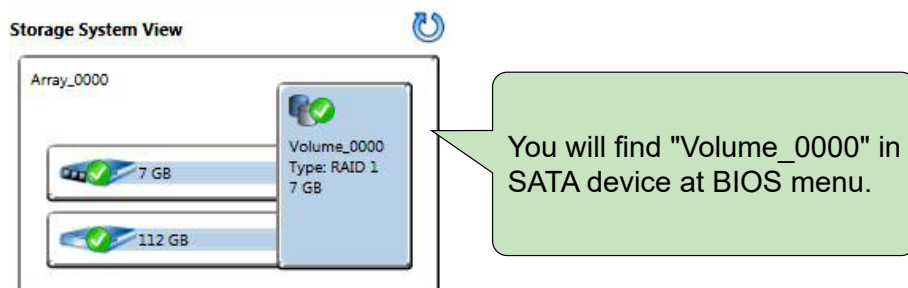 Storage System View
Array_0000
Volume_0000
Type: RAID 1
7 GB
7 GB
112 GB
You will find "Volume_0000" in
SATA device at BIOS menu.